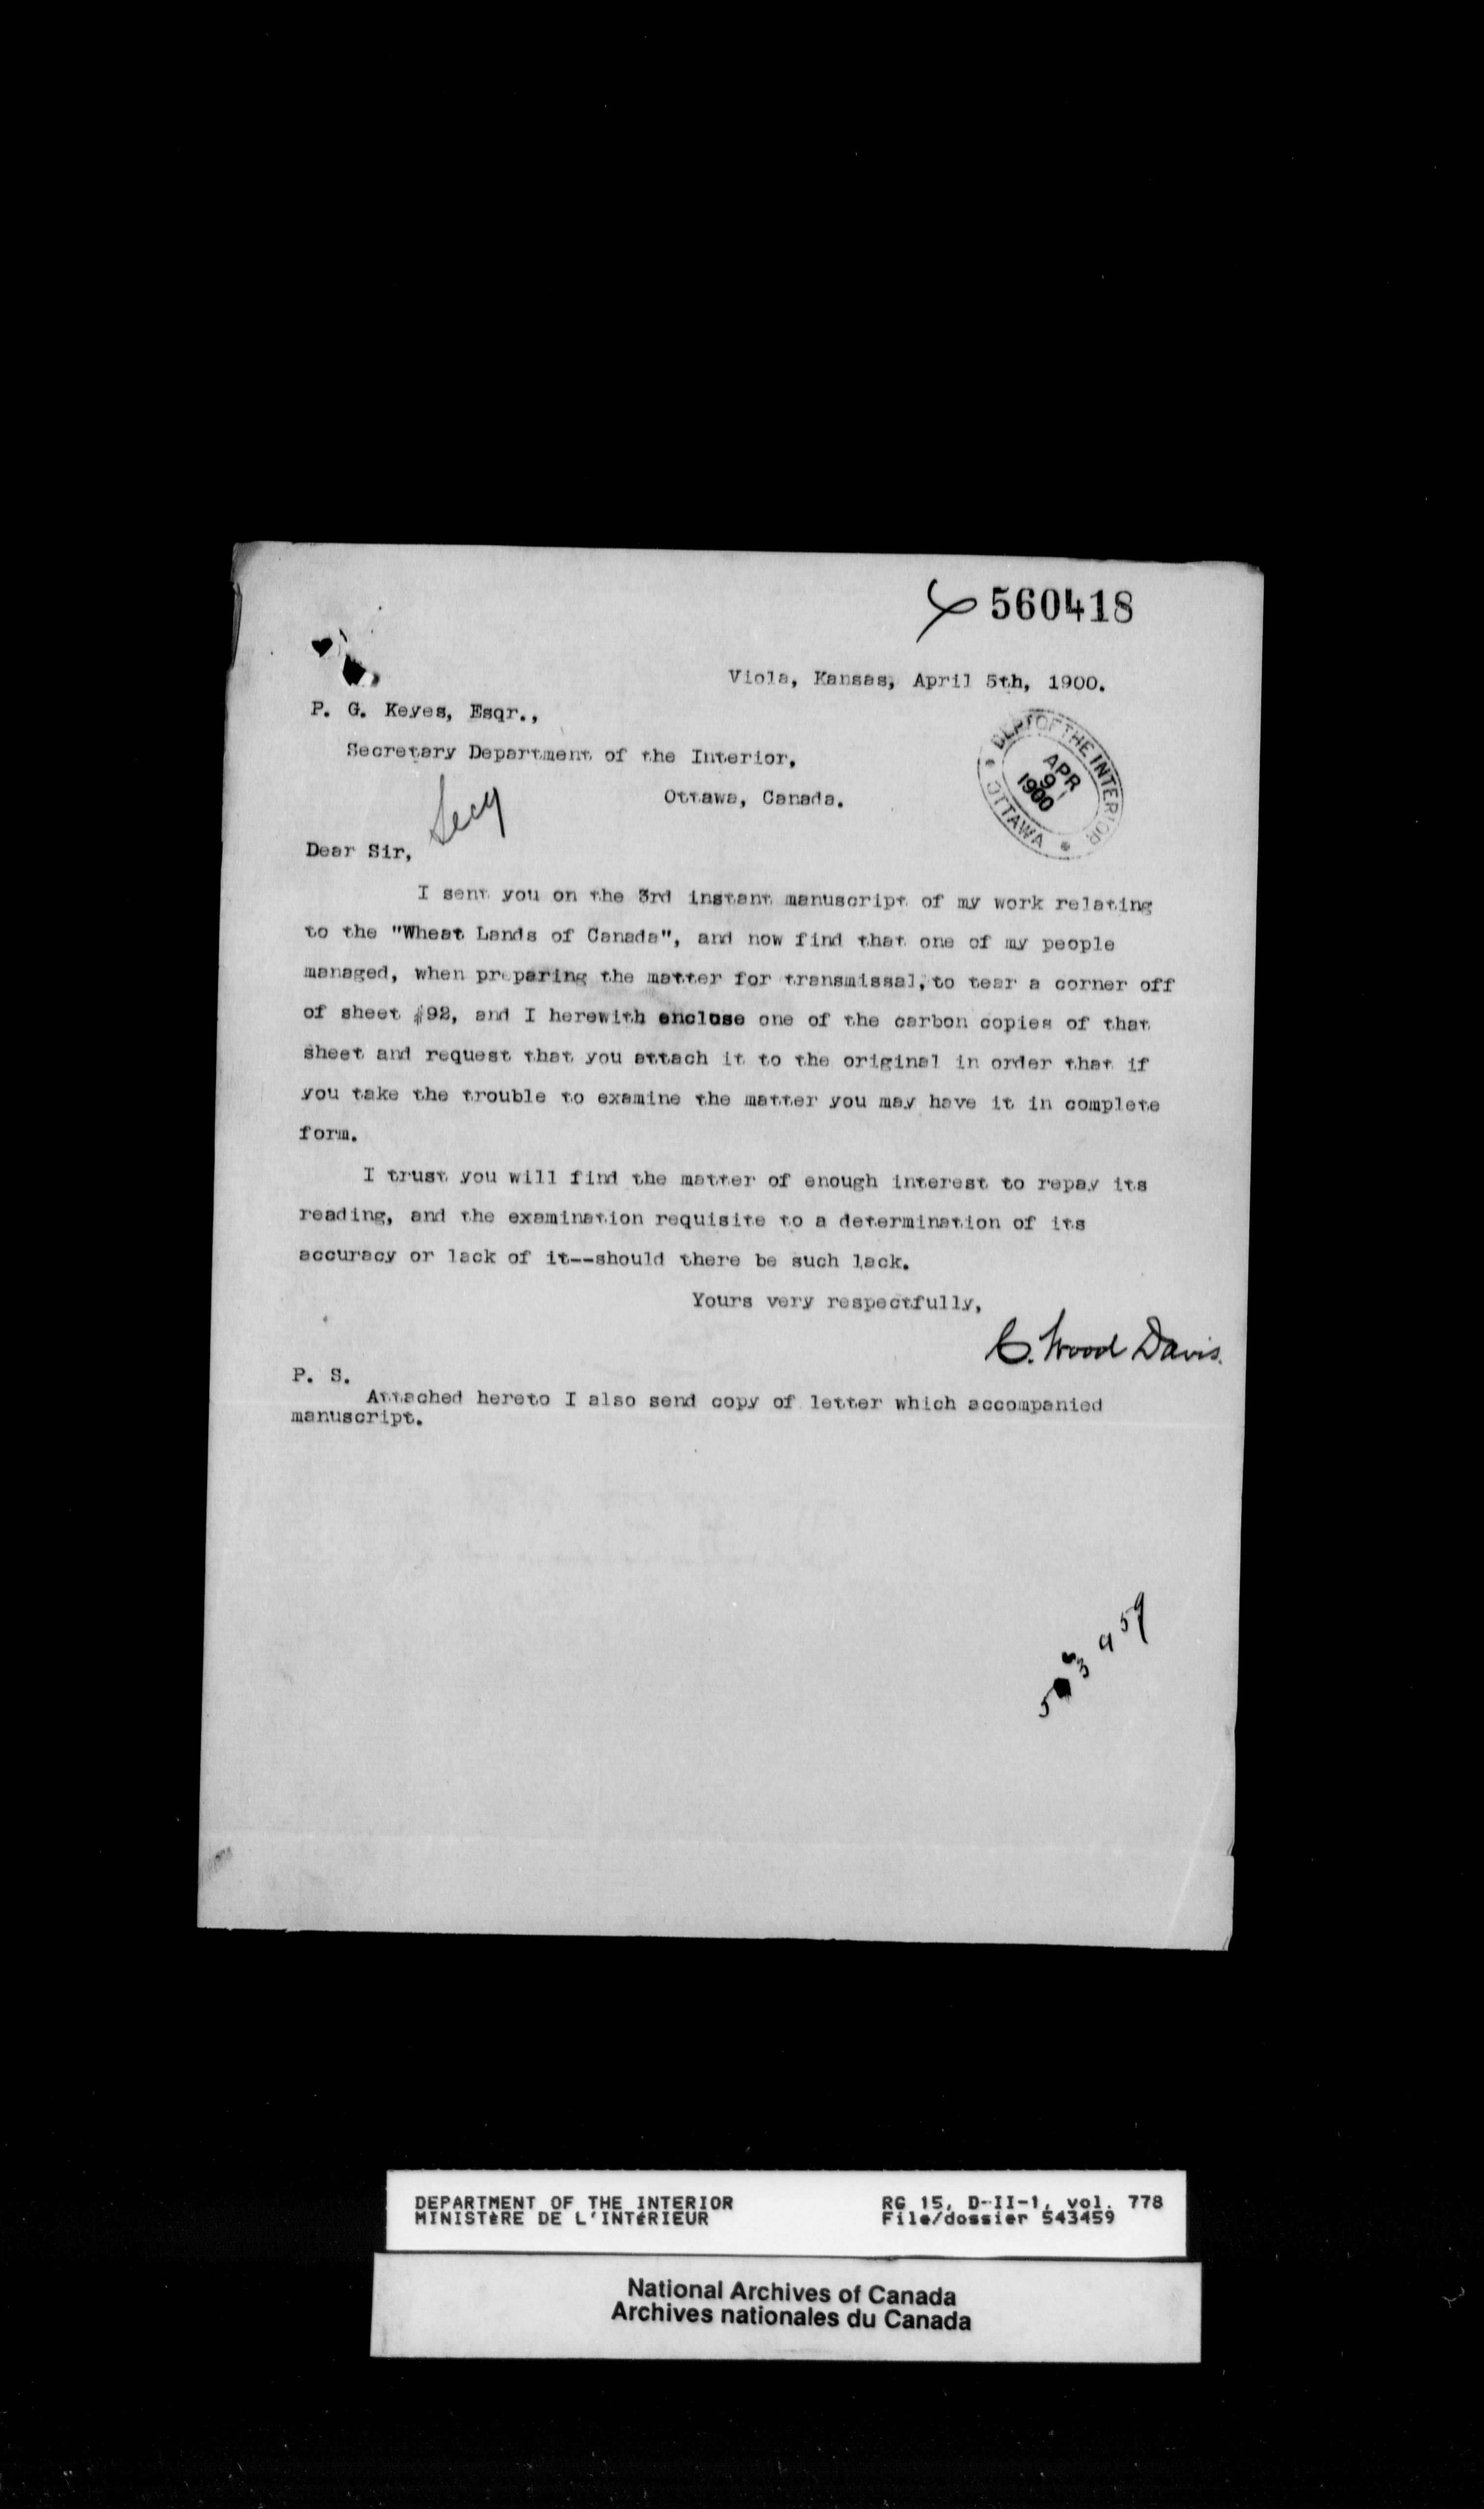 560418
Viola, Kansas, April 5th, 1900.
P. G. Keyes, Esqr.,
Secretary Department of the Interior,
Ottawa, Canada.
DEPT OF THE INTERIOR
APR
9
1900
* OTTAWA *
Secy
Dear Sir,
I sent you on the 3rd instant manuscript of my work relating
to the "Wheat Lands of Canada", and now find that one of my people
managed, when preparing the matter for transmissal, to tear a corner off
of sheet #92, and I herewith enclose one of the carbon copies of that
sheet and request that you attach it to the original in order that if
you take the trouble to examine the matter you may have it in complete
form.
I trust you will find the matter of enough interest to repay its
reading, and the examination requisite to a determination of its
accuracy or lack of it--should there be such lack.
Yours very respectfully,
C. Wood Davis.
P. S.
Attached hereto I also send copy of letter which accompanied
manuscript.
DEPARTMENT OF THE INTERIOR
MINISTÈRE DE L'INTÉRIEUR
RG 15, D-II-1, vol. 778
File/dossier 543459
National Archives of Canada
Archives nationales du Canada